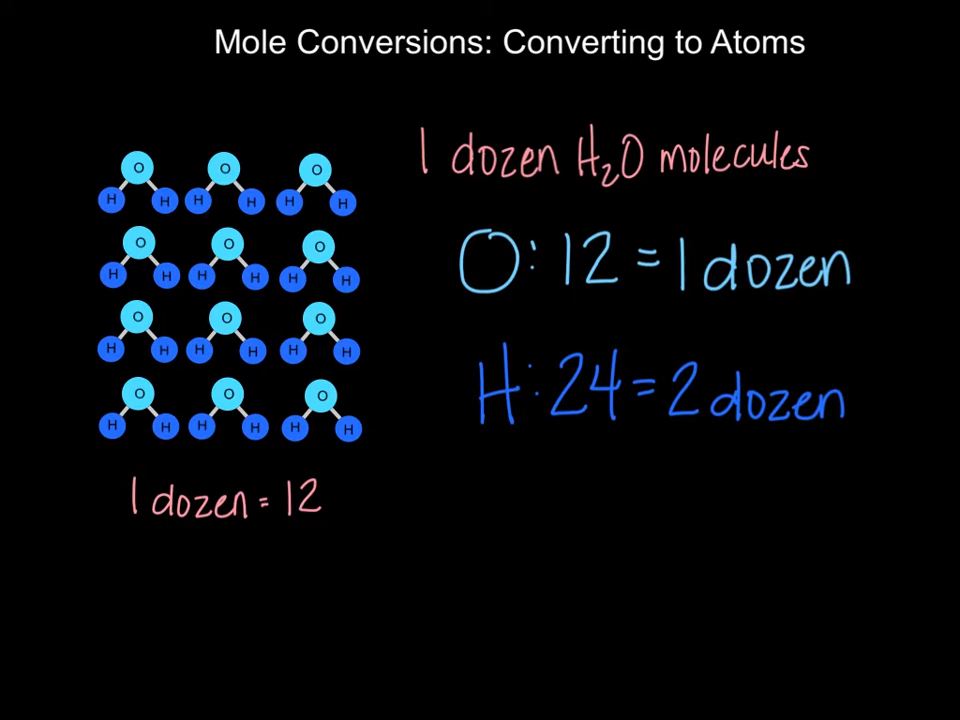 Mole Conversions: Converting to Atoms
1 dozen H₂O molecules
O O O
H H H H H H
O: 12 = 1 dozen
O O O
H H H H H H
O O O
H H H H H H
H: 24 = 2 dozen
O O O
H H H H H H
1 dozen = 12